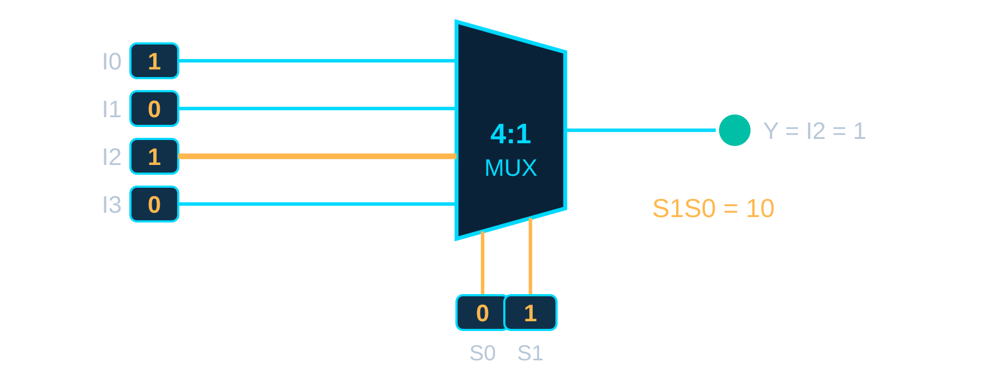 I0 1
I1 0
I2 1
I3 0
4:1
MUX
Y = I2 = 1
S1S0 = 10
0 1
S0 S1